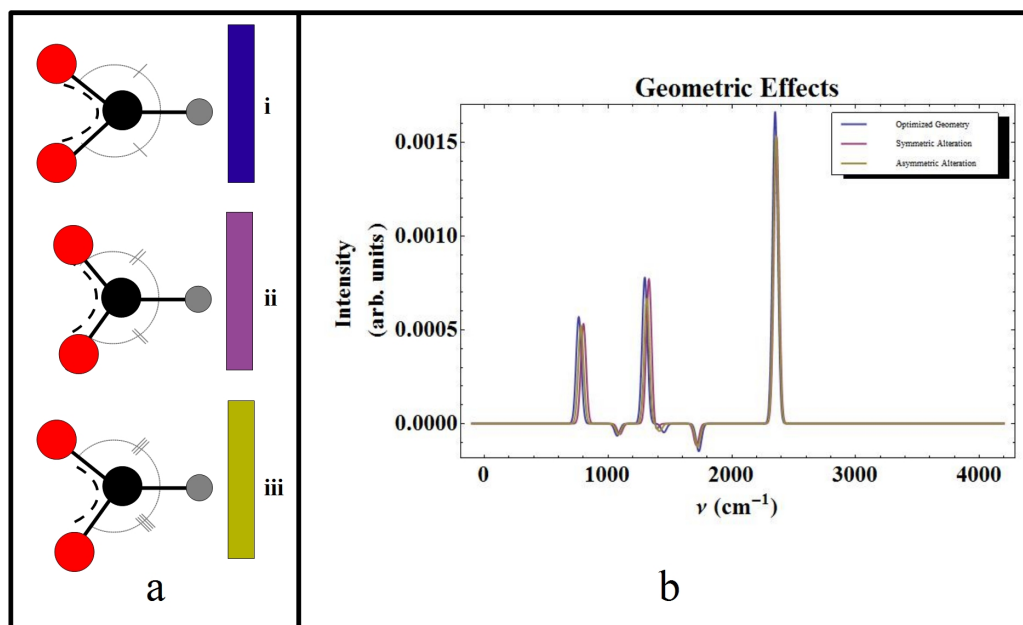 i
ii
iii
a
Geometric Effects
Optimized Geometry
Symmetric Alteration
Asymmetric Alteration
Intensity
(arb. units)
0.0015
0.0010
0.0005
0.0000
0 1000 2000 3000 4000
ν (cm⁻¹)
b